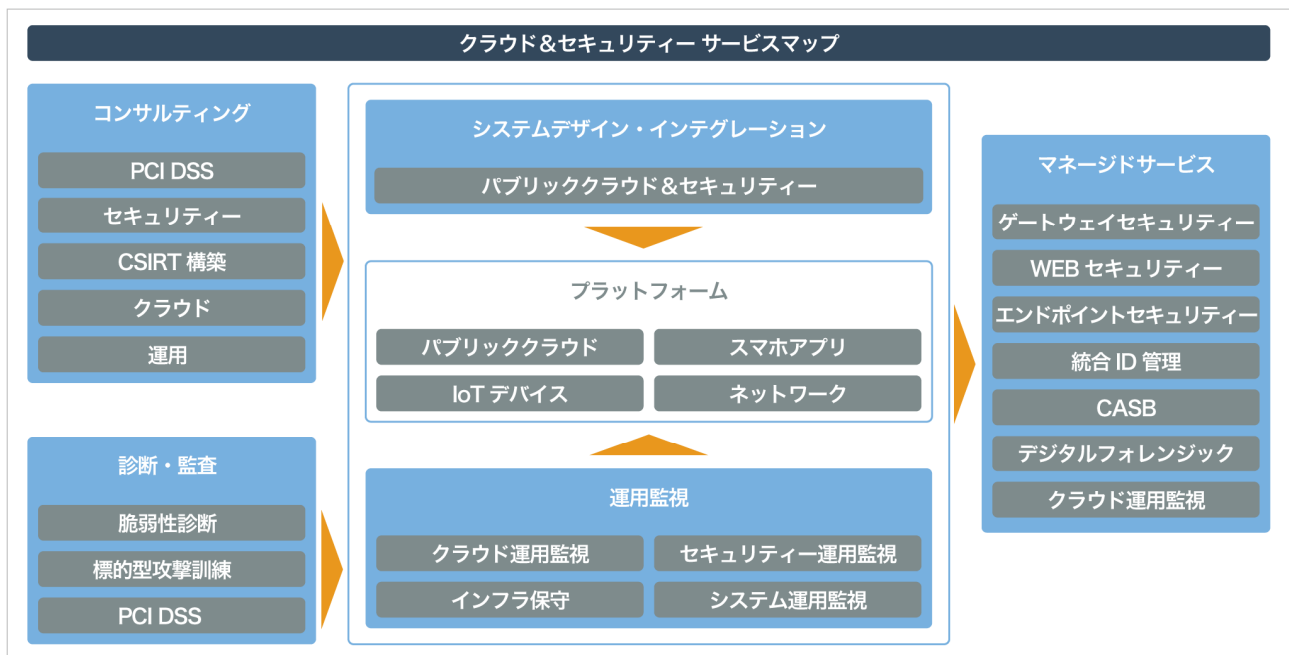 クラウド＆セキュリティー サービスマップ
コンサルティング
PCI DSS
セキュリティー
CSIRT 構築
クラウド
運用
診断・監査
脆弱性診断
標的型攻撃訓練
PCI DSS
システムデザイン・インテグレーション
パブリッククラウド＆セキュリティー
プラットフォーム
パブリッククラウド
スマホアプリ
IoT デバイス
ネットワーク
運用監視
クラウド運用監視
セキュリティー運用監視
インフラ保守
システム運用監視
マネージドサービス
ゲートウェイセキュリティー
WEB セキュリティー
エンドポイントセキュリティー
統合 ID 管理
CASB
デジタルフォレンジック
クラウド運用監視